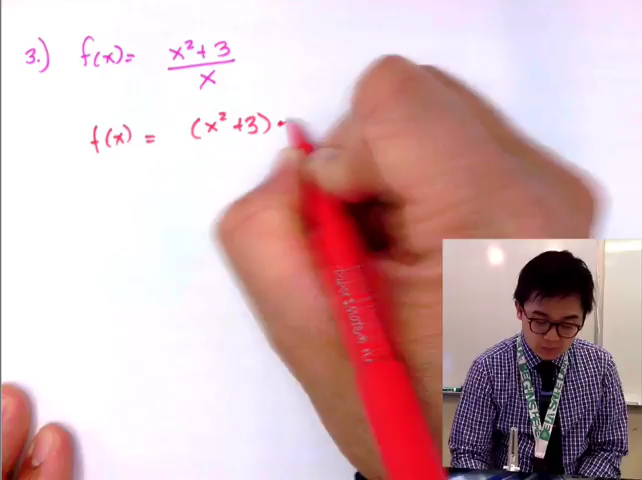 3.) f(x) = x²+3 / x
f(x) = (x²+3) ·